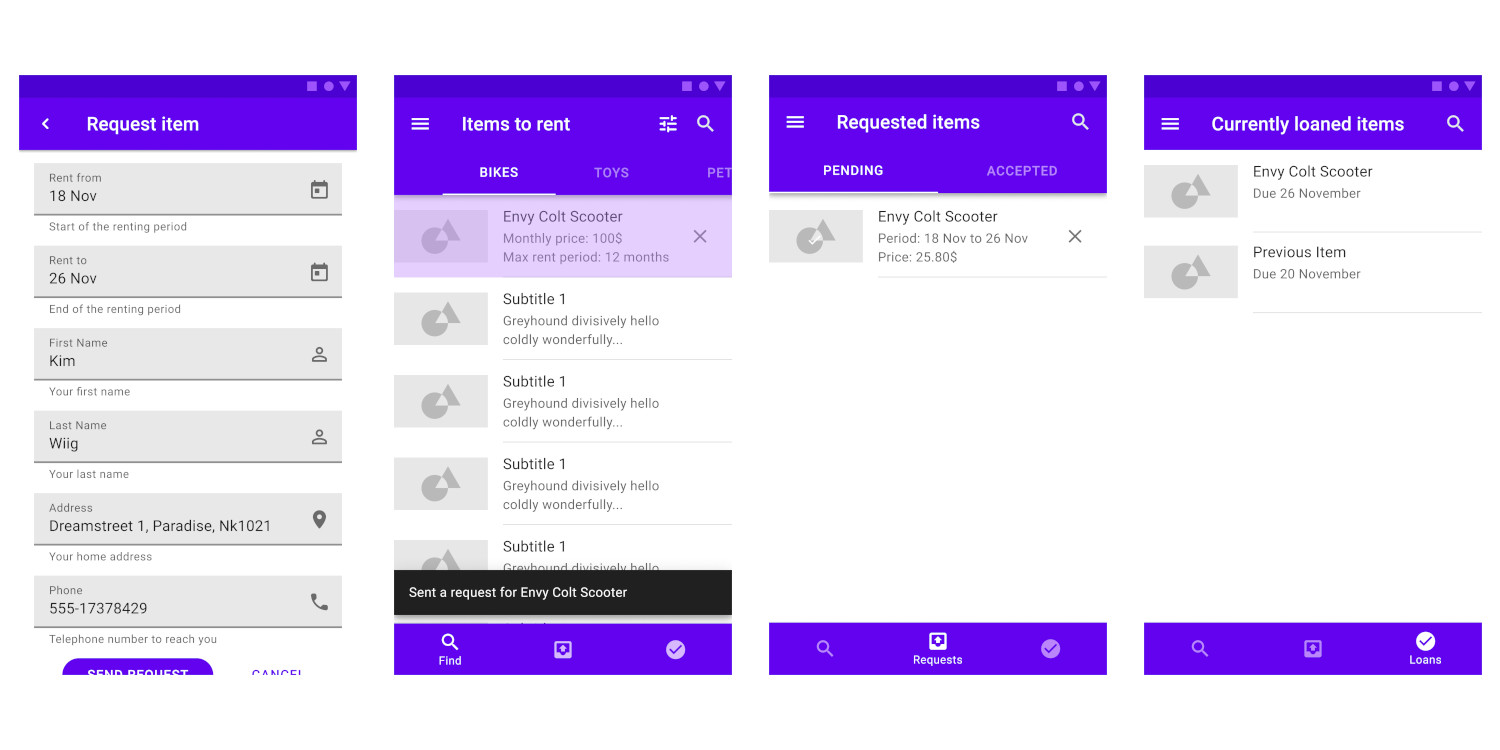 Request item
Rent from
18 Nov
Start of the renting period
Rent to
26 Nov
End of the renting period
First Name
Kim
Your first name
Last Name
Wiig
Your last name
Address
Dreamstreet 1, Paradise, Nk1021
Your home address
Phone
555-17378429
Telephone number to reach you
SEND REQUEST
CANCEL
Items to rent
BIKES
TOYS
PET
Envy Colt Scooter
Monthly price: 100$
Max rent period: 12 months
Subtitle 1
Greyhound divisively hello
coldly wonderfully...
Subtitle 1
Greyhound divisively hello
coldly wonderfully...
Subtitle 1
Greyhound divisively hello
coldly wonderfully...
Subtitle 1
Greyhound divisively hello
Sent a request for Envy Colt Scooter
Find
Requested items
PENDING
ACCEPTED
Envy Colt Scooter
Period: 18 Nov to 26 Nov
Price: 25.80$
Requests
Currently loaned items
Envy Colt Scooter
Due 26 November
Previous Item
Due 20 November
Loans